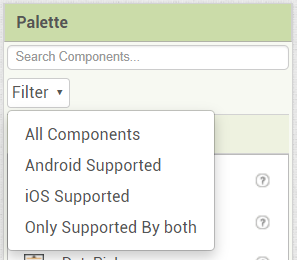 Palette
Search Components...
Filter ▾
All Components
Android Supported
iOS Supported
Only Supported By both